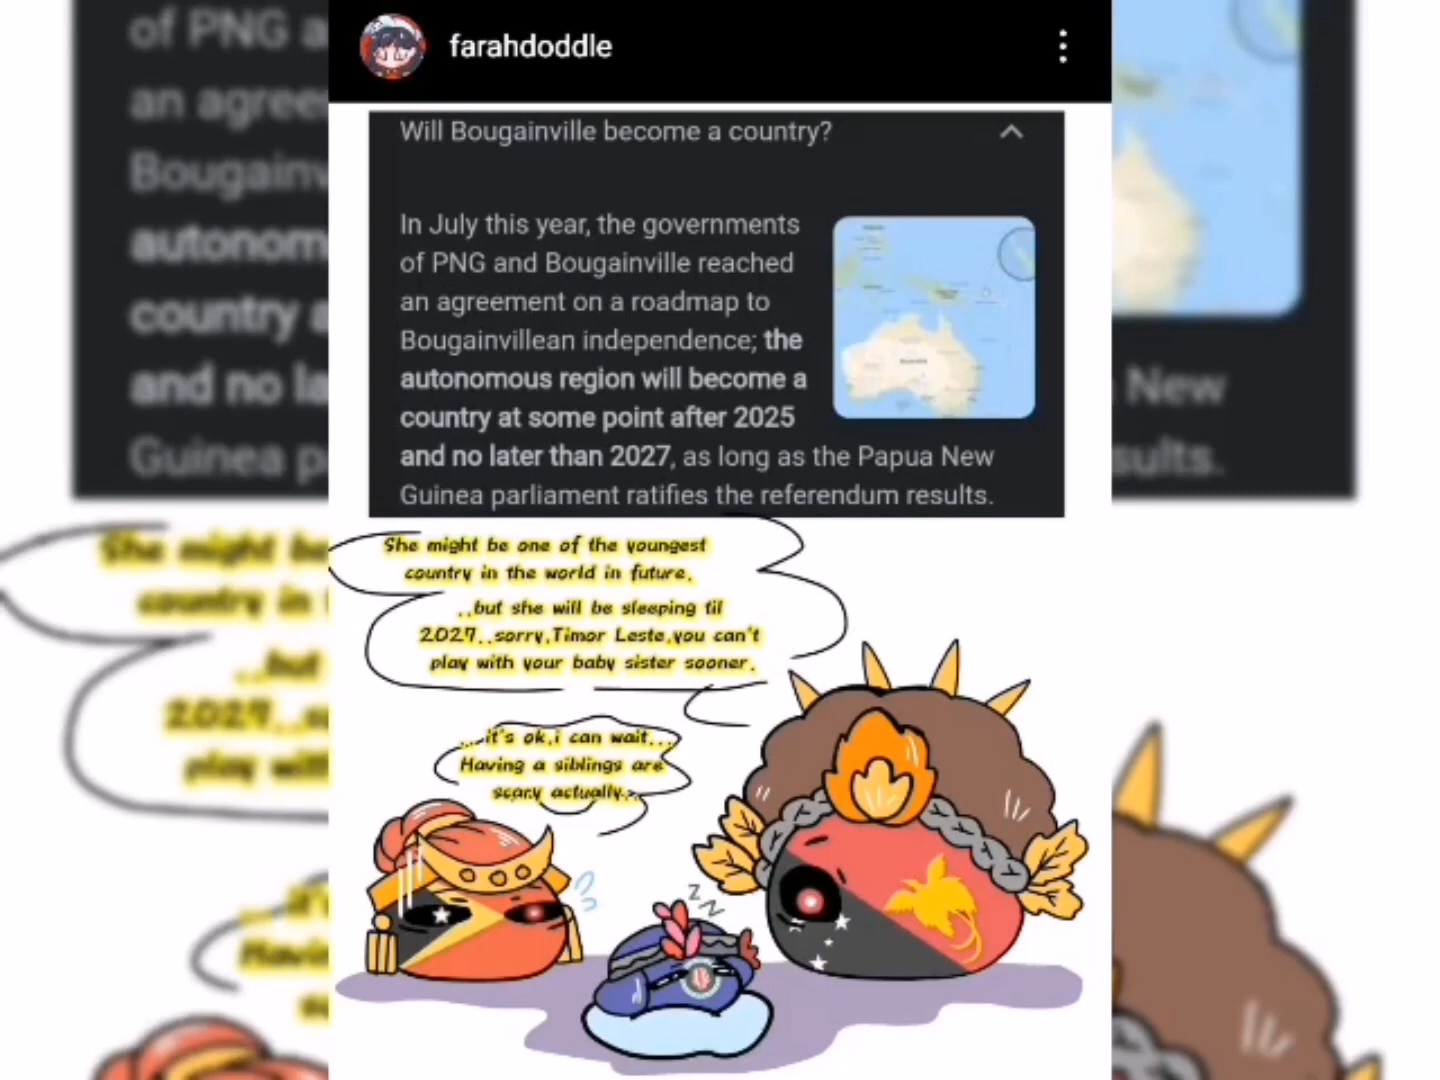 farahdoddle
Will Bougainville become a country?
In July this year, the governments
of PNG and Bougainville reached
an agreement on a roadmap to
Bougainvillean independence; the
autonomous region will become a
country at some point after 2025
and no later than 2027, as long as the Papua New
Guinea parliament ratifies the referendum results.
She might be one of the youngest
country in the world in future.
..but she will be sleeping til
2027..sorry,Timor Leste,you can't
play with your baby sister sooner.
...it's ok,i can wait...
Having a siblings are
scary actually..
zzz